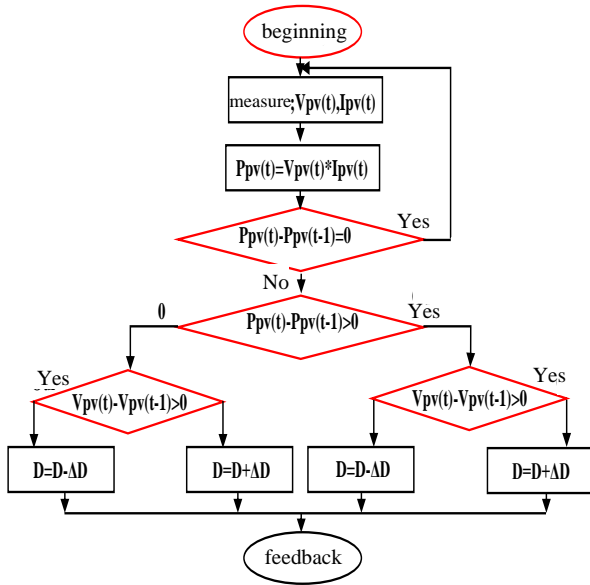 beginning
measure;Vpv(t),Ipv(t)
Ppv(t)=Vpv(t)*Ipv(t)
Yes
Ppv(t)-Ppv(t-1)=0
No
0
Ppv(t)-Ppv(t-1)>0
Yes
Yes
Vpv(t)-Vpv(t-1)>0
Yes
Vpv(t)-Vpv(t-1)>0
D=D-ΔD
D=D+ΔD
D=D-ΔD
D=D+ΔD
feedback